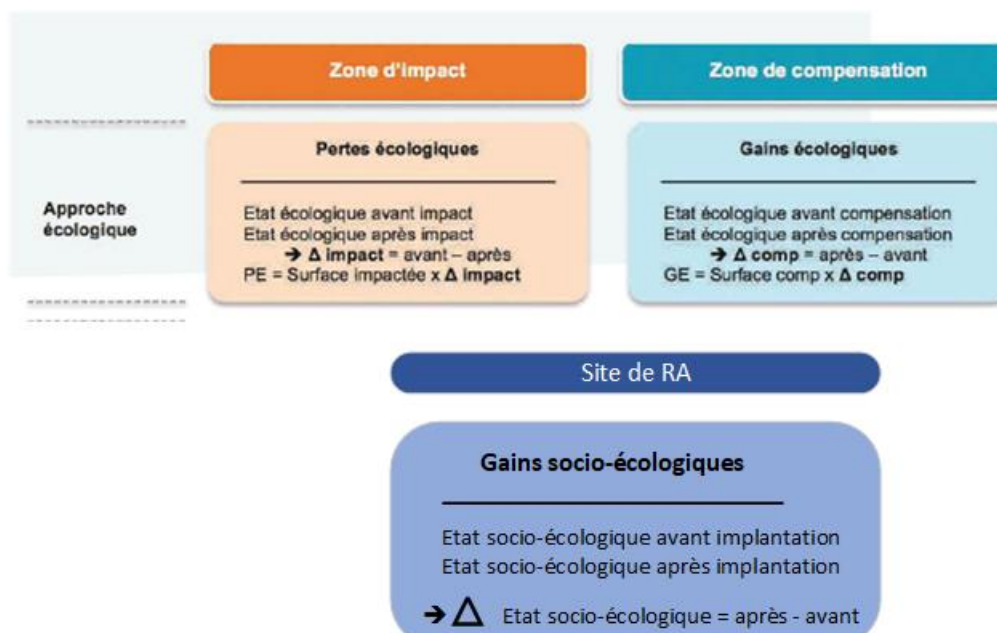 Zone d'impact
Zone de compensation
Approche
écologique
Pertes écologiques
Etat écologique avant impact
Etat écologique après impact
→ Δ impact = avant – après
PE = Surface impactée x Δ impact
Gains écologiques
Etat écologique avant compensation
Etat écologique après compensation
→ Δ comp = après – avant
GE = Surface comp x Δ comp
Site de RA
Gains socio-écologiques
Etat socio-écologique avant implantation
Etat socio-écologique après implantation
→ Δ Etat socio-écologique = après - avant